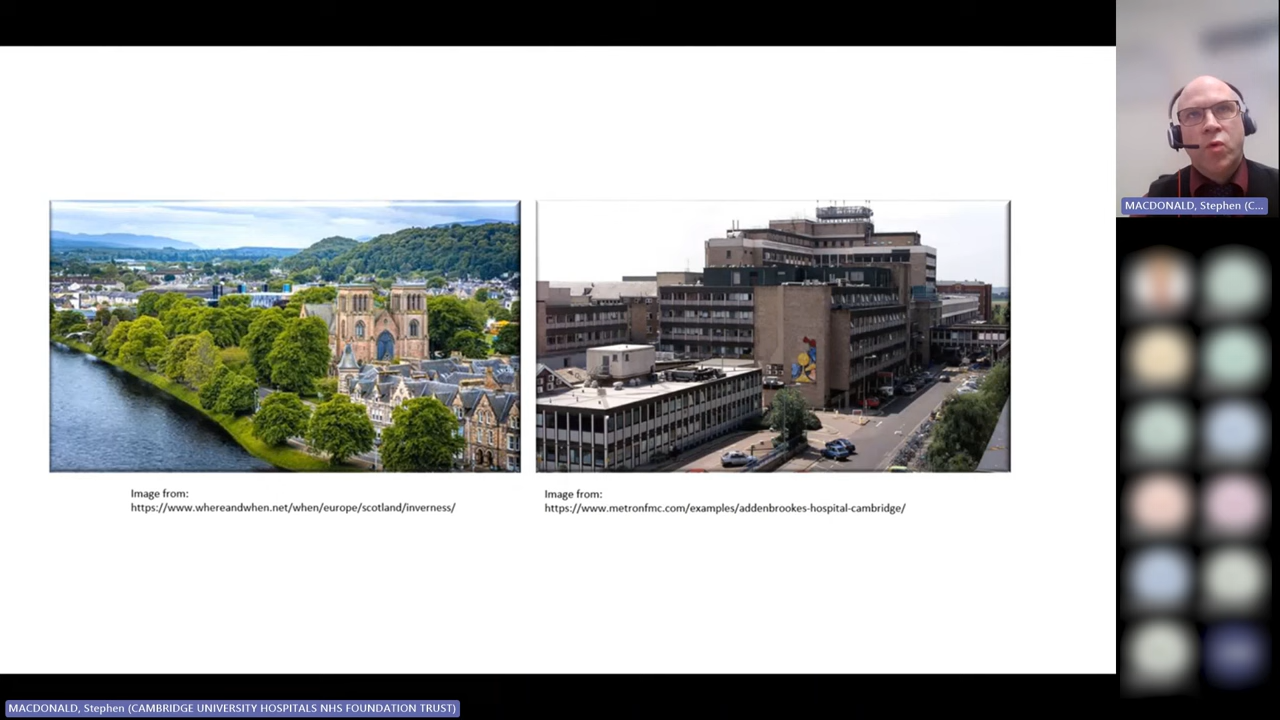 MACDONALD, Stephen (C...
Image from:
https://www.whereandwhen.net/when/europe/scotland/inverness/
Image from:
https://www.metronfmc.com/examples/addenbrookes-hospital-cambridge/
MACDONALD, Stephen (CAMBRIDGE UNIVERSITY HOSPITALS NHS FOUNDATION TRUST)